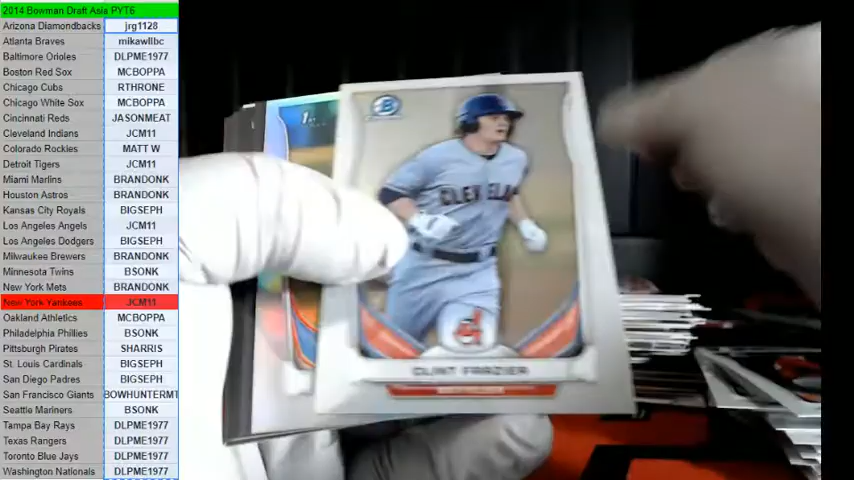 2014 Bowman Draft Asia PYT6
Arizona Diamondbacks jrg1128
Atlanta Braves mikawllbc
Baltimore Orioles DLPME1977
Boston Red Sox MCBOPPA
Chicago Cubs RTHRONE
Chicago White Sox MCBOPPA
Cincinnati Reds JASONMEAT
Cleveland Indians JCM11
Colorado Rockies MATT W
Detroit Tigers JCM11
Miami Marlins BRANDONK
Houston Astros BRANDONK
Kansas City Royals BIGSEPH
Los Angeles Angels JCM11
Los Angeles Dodgers BIGSEPH
Milwaukee Brewers BRANDONK
Minnesota Twins BSONK
New York Mets BRANDONK
New York Yankees JCM11
Oakland Athletics MCBOPPA
Philadelphia Phillies BSONK
Pittsburgh Pirates SHARRIS
St. Louis Cardinals BIGSEPH
San Diego Padres BIGSEPH
San Francisco Giants BOWHUNTERMT
Seattle Mariners BSONK
Tampa Bay Rays DLPME1977
Texas Rangers DLPME1977
Toronto Blue Jays DLPME1977
Washington Nationals DLPME1977
1st
CLEVELA
CLINT FRAZIER